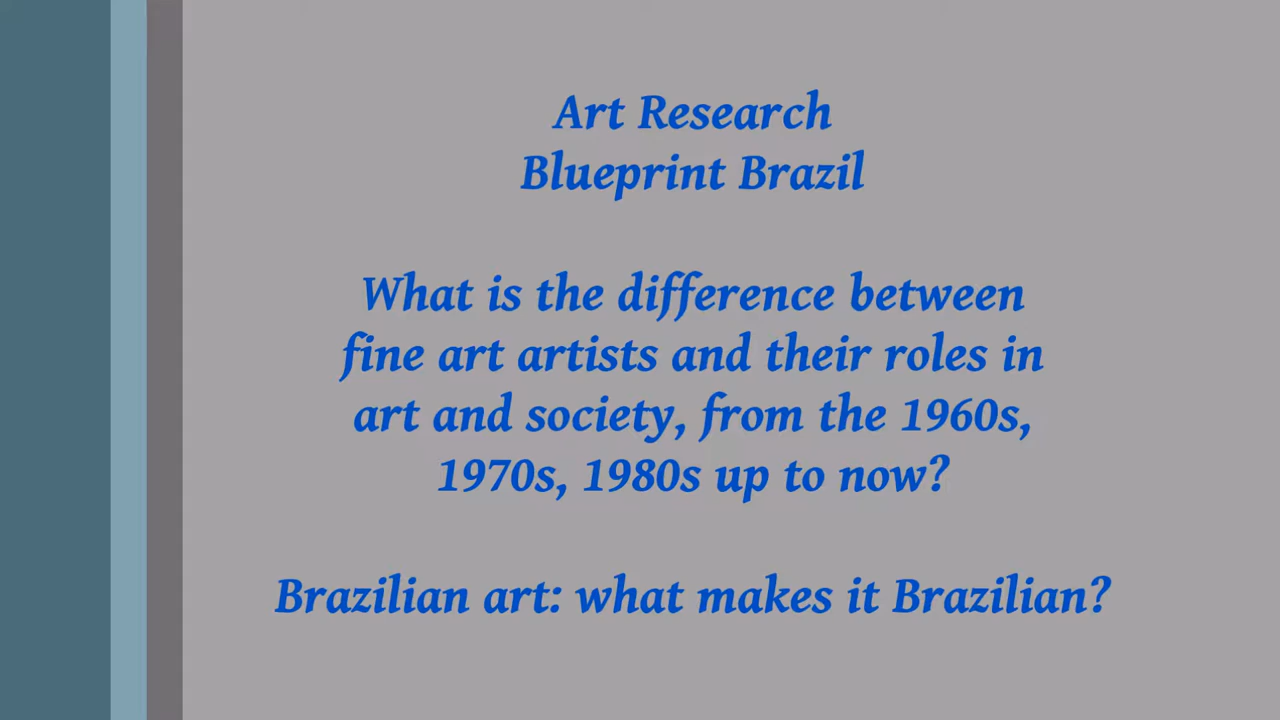 Art Research
Blueprint Brazil
What is the difference between
fine art artists and their roles in
art and society, from the 1960s,
1970s, 1980s up to now?
Brazilian art: what makes it Brazilian?